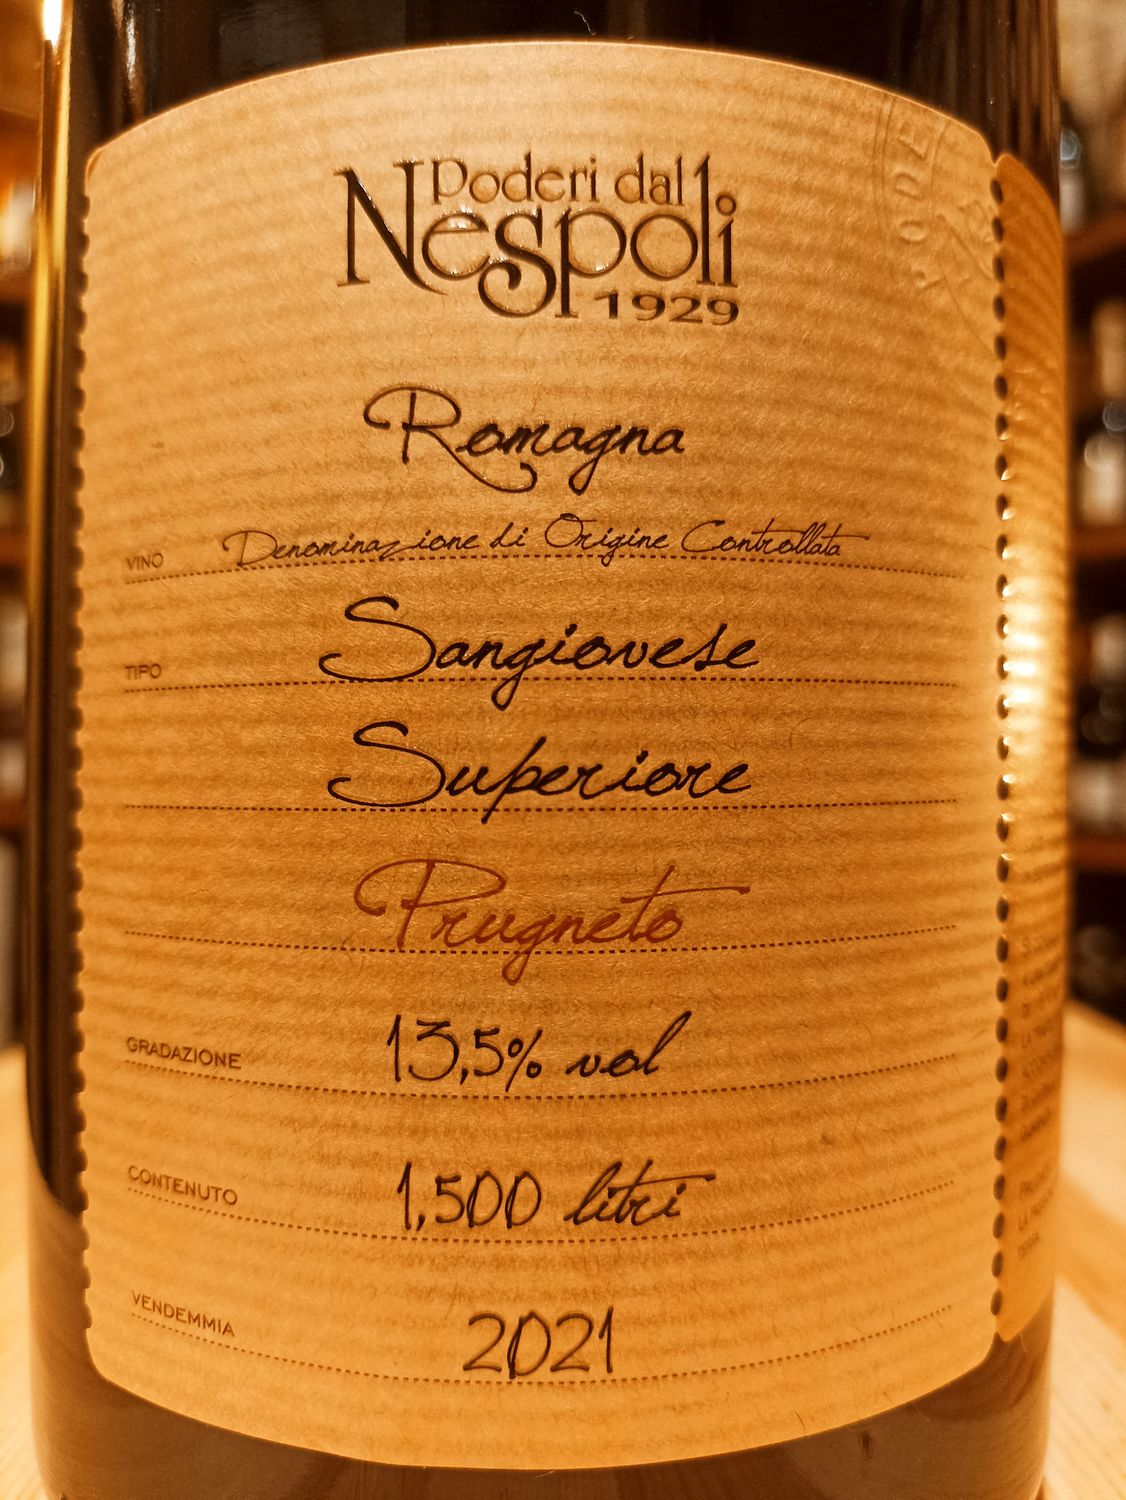 Poderi dal
Nespoli
1929
Romagna
VINO Denominazione di Origine Controllata
TIPO Sangiovese
Superiore
Prugneto
GRADAZIONE 13,5% vol
CONTENUTO 1,500 litri
VENDEMMIA 2021